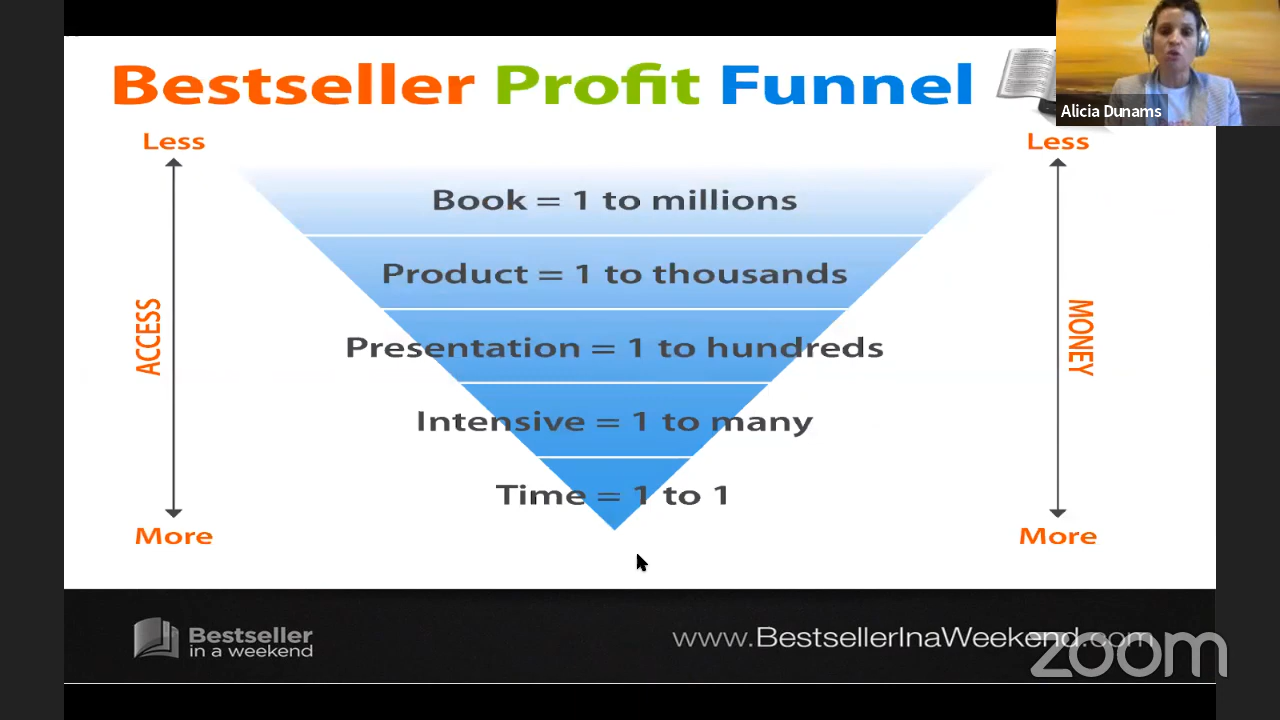 Bestseller Profit Funnel
Alicia Dunams
Less
Less
Book = 1 to millions
Product = 1 to thousands
ACCESS
Presentation = 1 to hundreds
MONEY
Intensive = 1 to many
Time = 1 to 1
More
More
Bestseller
in a weekend
www.BestsellerInaWeekend.com
zoom